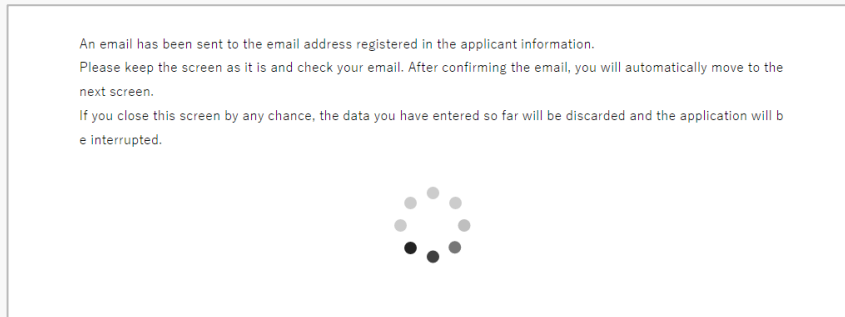 An email has been sent to the email address registered in the applicant information.
Please keep the screen as it is and check your email. After confirming the email, you will automatically move to the
next screen.
If you close this screen by any chance, the data you have entered so far will be discarded and the application will b
e interrupted.